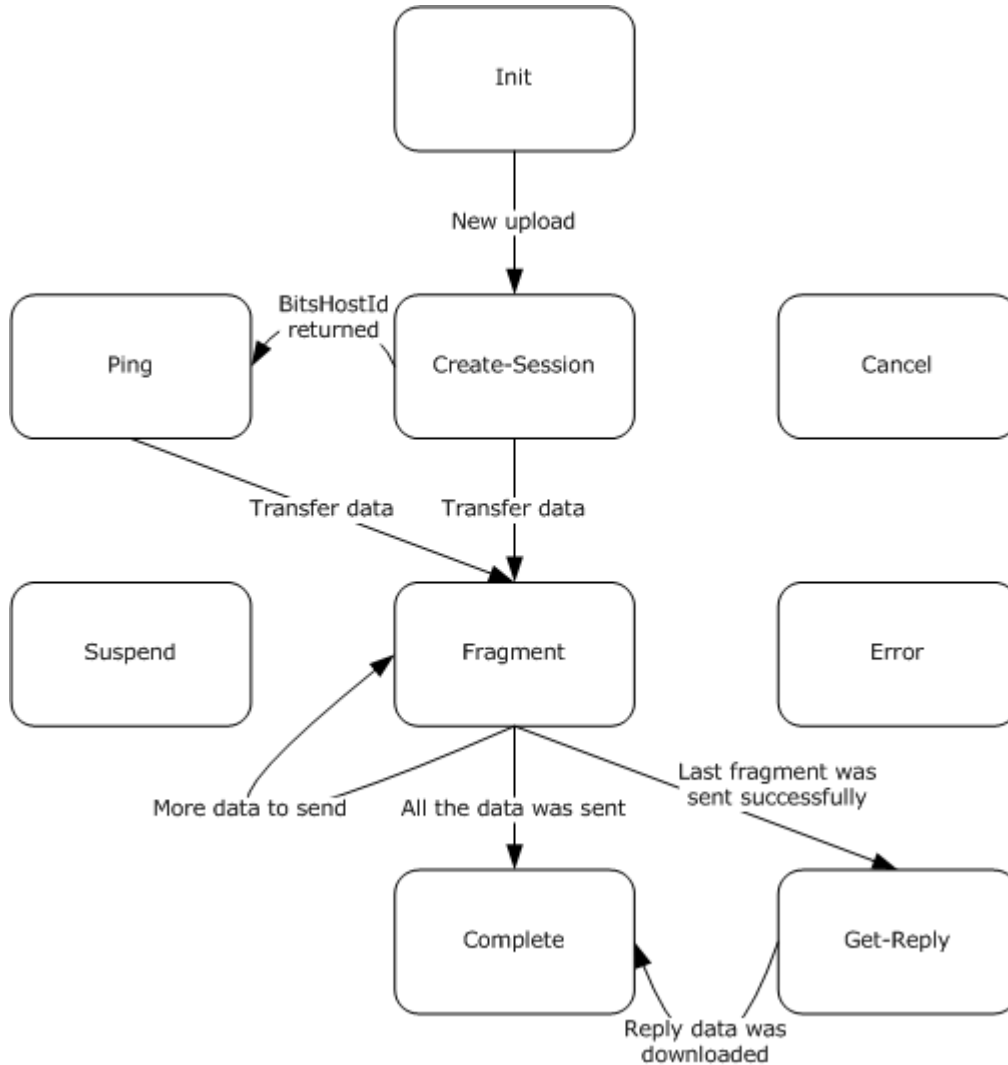 Init
New upload
BitsHostId
returned
Ping
Create-Session
Cancel
Transfer data
Transfer data
Suspend
Fragment
Error
More data to send
All the data was sent
Last fragment was
sent successfully
Complete
Get-Reply
Reply data was
downloaded